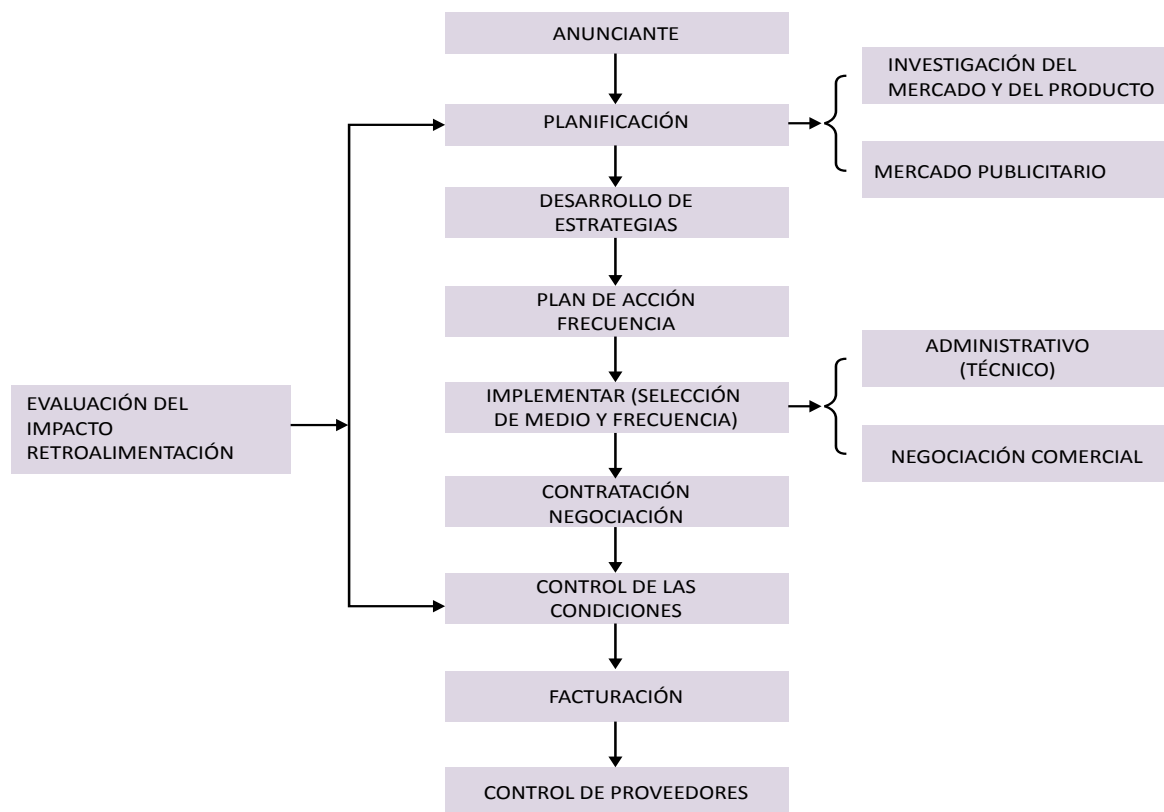 ANUNCIANTE
INVESTIGACIÓN DEL
MERCADO Y DEL PRODUCTO
PLANIFICACIÓN
MERCADO PUBLICITARIO
DESARROLLO DE
ESTRATEGIAS
PLAN DE ACCIÓN
FRECUENCIA
ADMINISTRATIVO
(TÉCNICO)
IMPLEMENTAR (SELECCIÓN
DE MEDIO Y FRECUENCIA)
EVALUACIÓN DEL
IMPACTO
RETROALIMENTACIÓN
NEGOCIACIÓN COMERCIAL
CONTRATACIÓN
NEGOCIACIÓN
CONTROL DE LAS
CONDICIONES
FACTURACIÓN
CONTROL DE PROVEEDORES